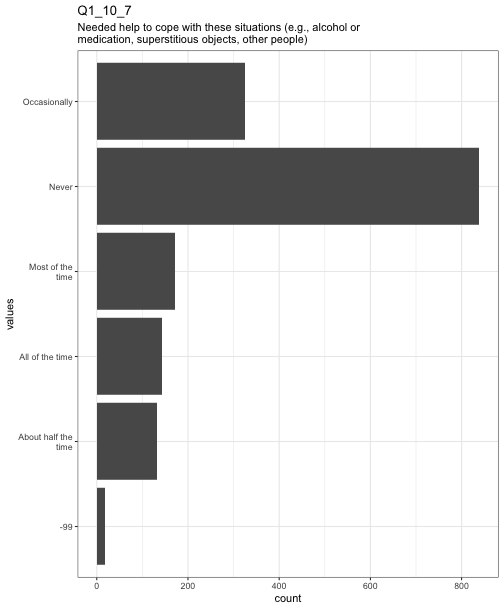 Q1_10_7
Needed help to cope with these situations (e.g., alcohol or
medication, superstitious objects, other people)
Occasionally
Never
Most of the
time
All of the time
About half the
time
-99
values
0 200 400 600 800
count